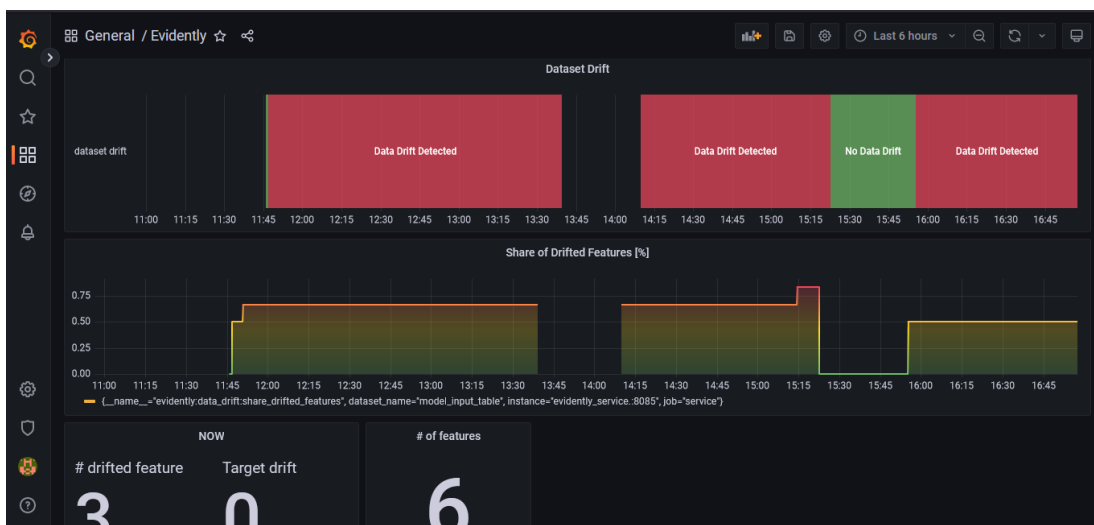 General / Evidently
Last 6 hours
Dataset Drift
dataset drift
Data Drift Detected
Data Drift Detected
No Data Drift
Data Drift Detected
11:00 11:15 11:30 11:45 12:00 12:15 12:30 12:45 13:00 13:15 13:30 13:45 14:00 14:15 14:30 14:45 15:00 15:15 15:30 15:45 16:00 16:15 16:30 16:45
Share of Drifted Features [%]
0.75
0.50
0.25
0.00
11:00 11:15 11:30 11:45 12:00 12:15 12:30 12:45 13:00 13:15 13:30 13:45 14:00 14:15 14:30 14:45 15:00 15:15 15:30 15:45 16:00 16:15 16:30 16:45
{__name__="evidently:data_drift:share_drifted_features", dataset_name="model_input_table", instance="evidently_service.:8085", job="service"}
NOW
# drifted feature
3
Target drift
0
# of features
6